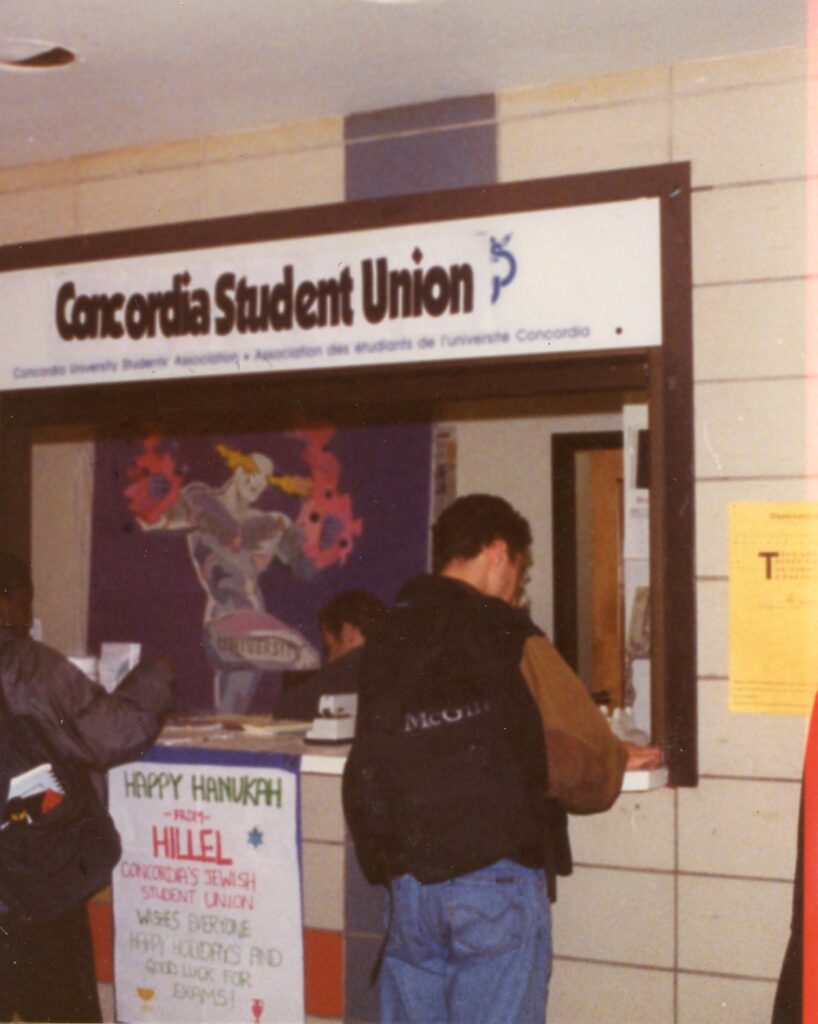 Concordia Student Union
Concordia University Students' Association • Association des étudiants de l'université Concordia
UNIVERSITY
McGill
HAPPY HANUKAH
-FROM-
HILLEL
CONCORDIA'S JEWISH
STUDENT UNION
WISHES EVERYONE
HAPPY HOLIDAYS AND
GOOD LUCK FOR
EXAMS!